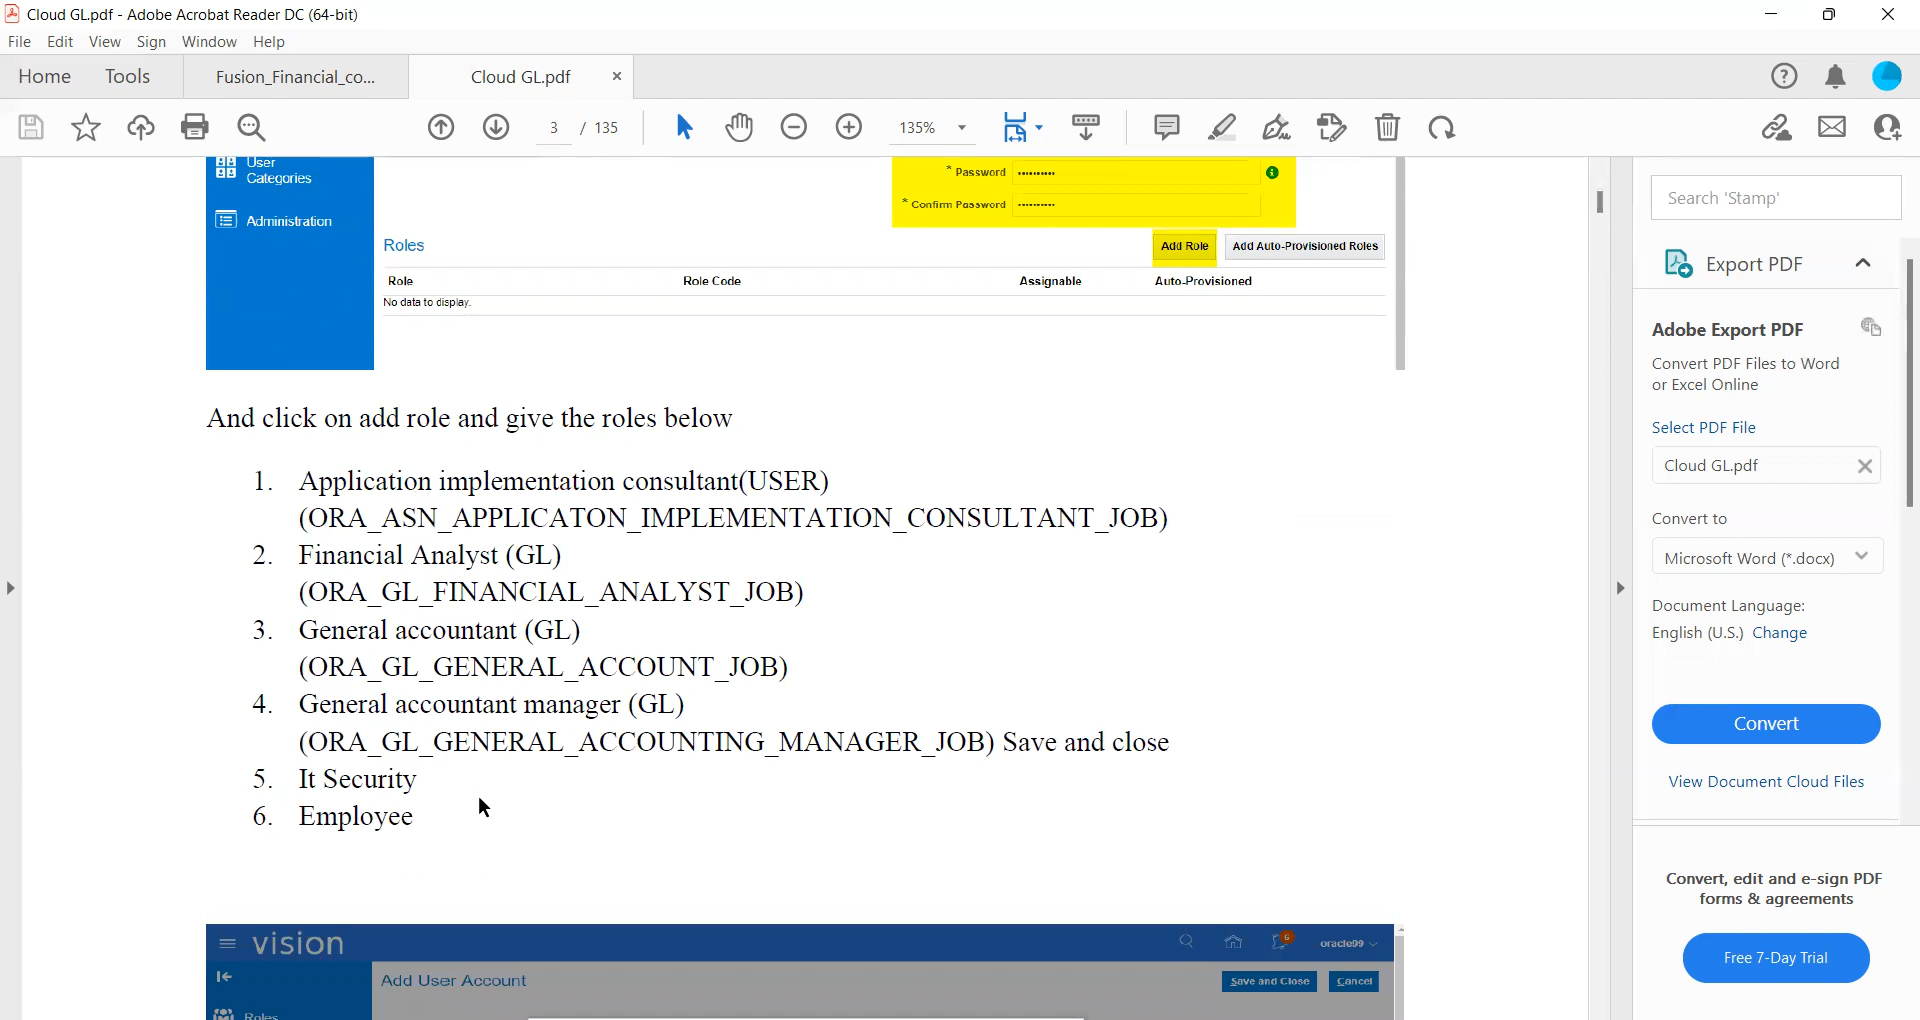 Cloud GL.pdf - Adobe Acrobat Reader DC (64-bit)
File Edit View Sign Window Help
Home Tools Fusion_Financial_co... Cloud GL.pdf ×
3 / 135 135%
User
Categories
Administration
* Password ••••••••••
* Confirm Password ••••••••••
Roles Add Role Add Auto-Provisioned Roles
Role Role Code Assignable Auto-Provisioned
No data to display.
And click on add role and give the roles below
1. Application implementation consultant(USER)
(ORA_ASN_APPLICATON_IMPLEMENTATION_CONSULTANT_JOB)
2. Financial Analyst (GL)
(ORA_GL_FINANCIAL_ANALYST_JOB)
3. General accountant (GL)
(ORA_GL_GENERAL_ACCOUNT_JOB)
4. General accountant manager (GL)
(ORA_GL_GENERAL_ACCOUNTING_MANAGER_JOB) Save and close
5. It Security
6. Employee
vision 6 oracle99
Add User Account Save and Close Cancel
Roles
Search 'Stamp'
Export PDF
Adobe Export PDF
Convert PDF Files to Word
or Excel Online
Select PDF File
Cloud GL.pdf
Convert to
Microsoft Word (*.docx)
Document Language:
English (U.S.) Change
Convert
View Document Cloud Files
Convert, edit and e-sign PDF
forms & agreements
Free 7-Day Trial